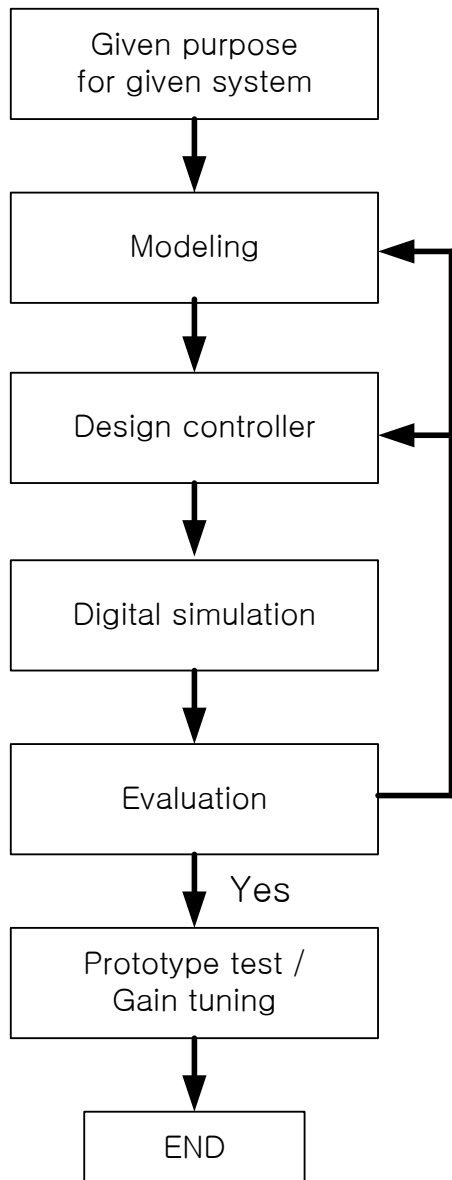 Given purpose
for given system
Modeling
Design controller
Digital simulation
Evaluation
Yes
Prototype test /
Gain tuning
END